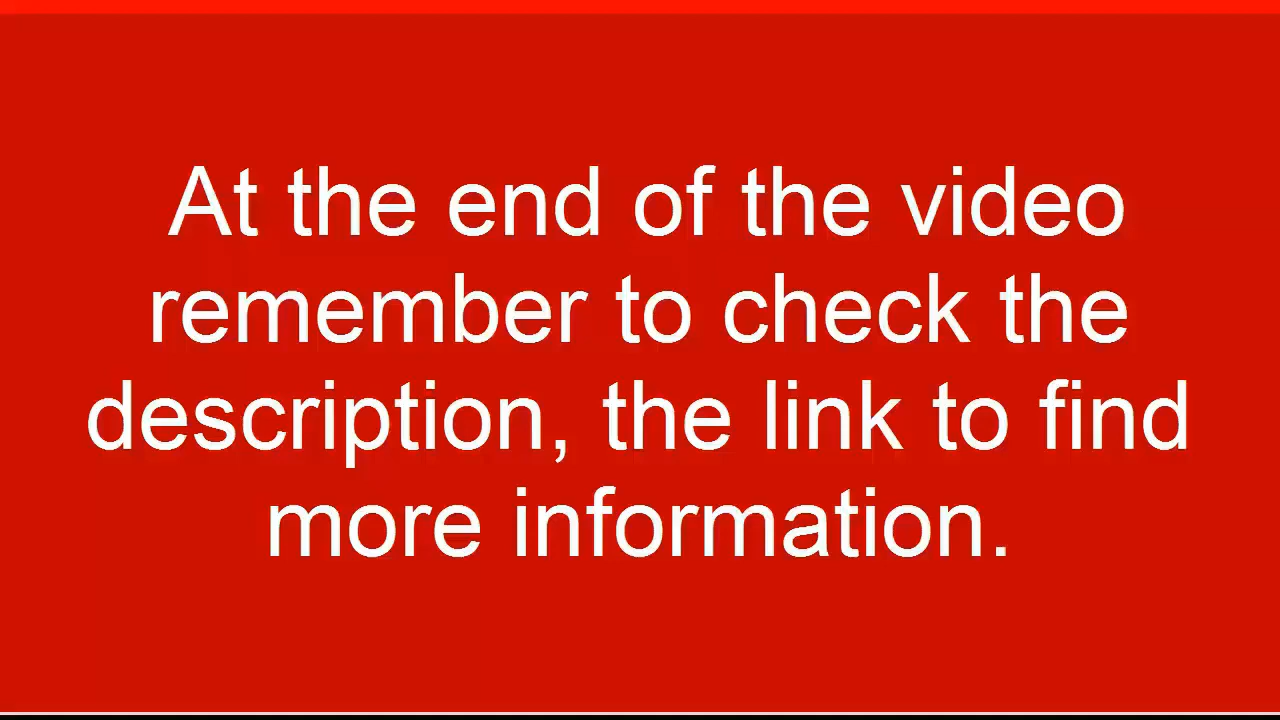 At the end of the video
remember to check the
description, the link to find
more information.